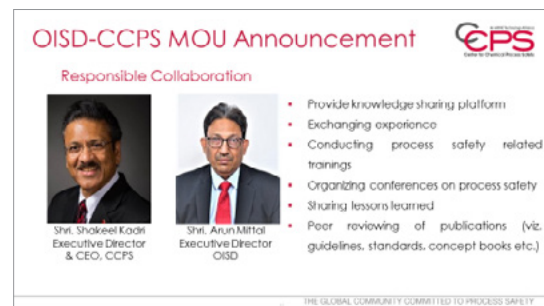 OISD-CCPS MOU Announcement
CCPS
Center for Chemical Process Safety
Responsible Collaboration
Shri. Shakeel Kadri
Executive Director
& CEO, CCPS
Shri. Arun Mittal
Executive Director
OISD
▪ Provide knowledge sharing platform
▪ Exchanging experience
▪ Conducting process safety related
trainings
▪ Organizing conferences on process safety
▪ Sharing lessons learned
▪ Peer reviewing of publications (viz.
guidelines, standards, concept books etc.)
THE GLOBAL COMMUNITY COMMITTED TO PROCESS SAFETY